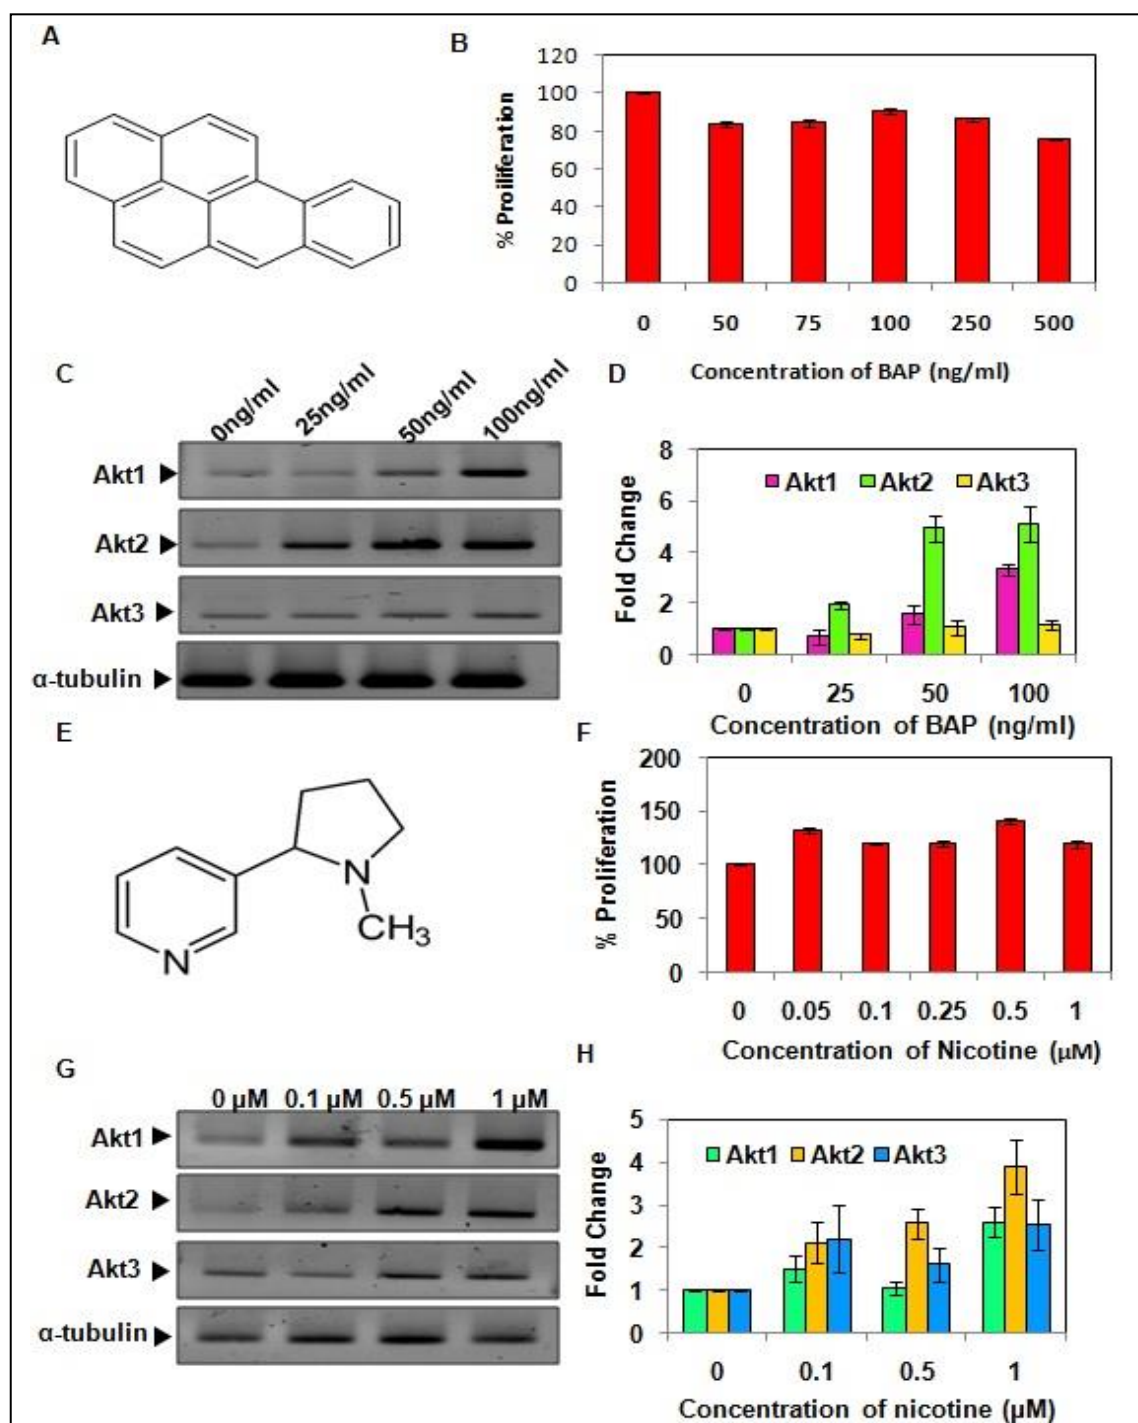 A
B
120
100
80
60
40
20
0
% Proiliferation
0 50 75 100 250 500
Concentration of BAP (ng/ml)
C
0ng/ml 25ng/ml 50ng/ml 100ng/ml
Akt1
Akt2
Akt3
α-tubulin
D
8
6
4
2
0
Fold Change
Akt1 Akt2 Akt3
0 25 50 100
Concentration of BAP (ng/ml)
E
N
N
CH3
F
200
150
100
50
0
% Proliferation
0 0.05 0.1 0.25 0.5 1
Concentration of Nicotine (µM)
G
0 µM 0.1 µM 0.5 µM 1 µM
Akt1
Akt2
Akt3
α-tubulin
H
5
4
3
2
1
0
Fold Change
Akt1 Akt2 Akt3
0 0.1 0.5 1
Concentration of nicotine (µM)